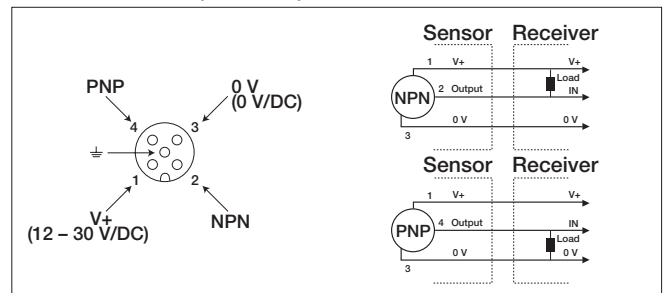 PNP
0 V
(0 V/DC)
4
3
1
2
V+
(12 – 30 V/DC)
NPN
Sensor Receiver
1 V+ V+
Load
NPN 2 Output IN
0 V 0 V
3
Sensor Receiver
1 V+ V+
PNP 4 Output IN
Load
0 V 0 V
3